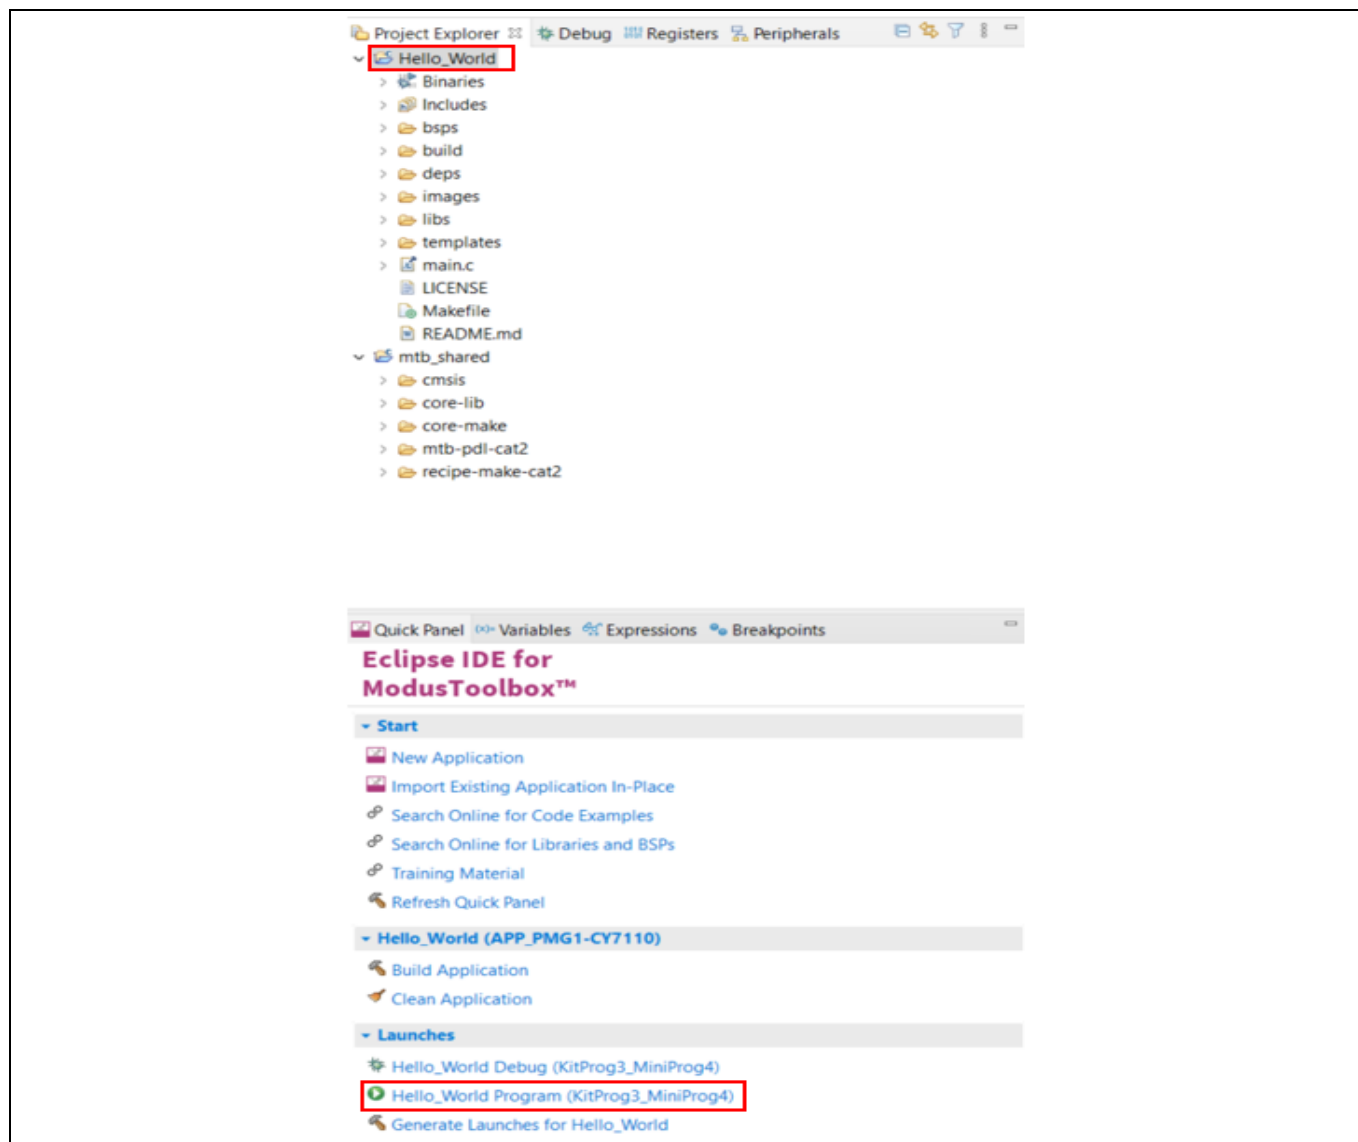 Project Explorer Debug Registers Peripherals
Hello_World
Binaries
Includes
bsps
build
deps
images
libs
templates
main.c
LICENSE
Makefile
README.md
mtb_shared
cmsis
core-lib
core-make
mtb-pdl-cat2
recipe-make-cat2
Quick Panel (x)= Variables Expressions Breakpoints
Eclipse IDE for
ModusToolbox™
Start
New Application
Import Existing Application In-Place
Search Online for Code Examples
Search Online for Libraries and BSPs
Training Material
Refresh Quick Panel
Hello_World (APP_PMG1-CY7110)
Build Application
Clean Application
Launches
Hello_World Debug (KitProg3_MiniProg4)
Hello_World Program (KitProg3_MiniProg4)
Generate Launches for Hello_World